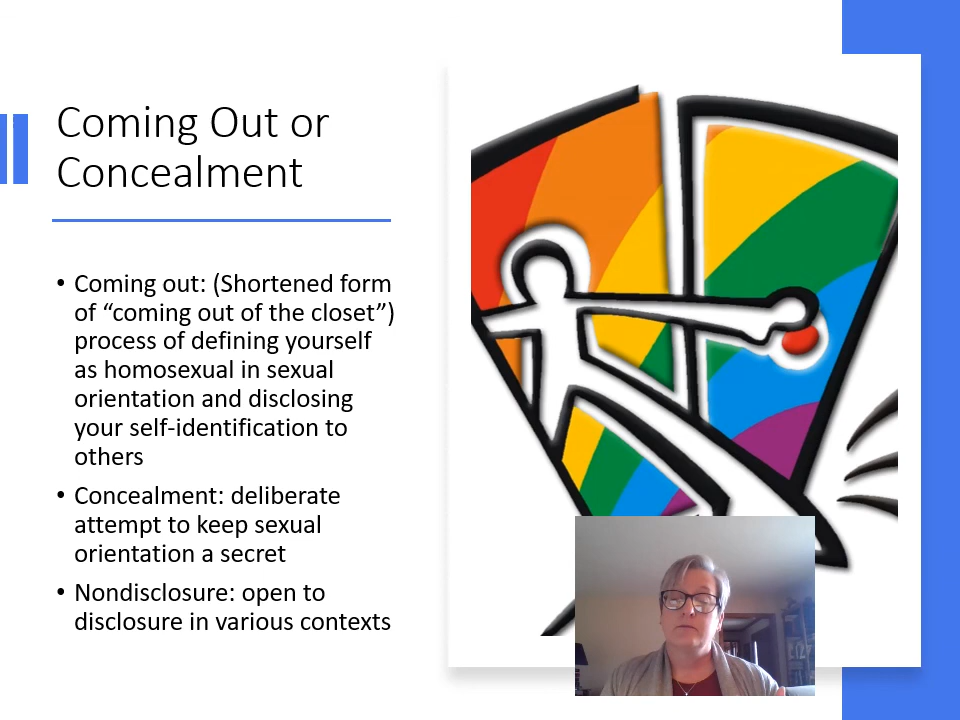 Coming Out or
Concealment
• Coming out: (Shortened form
of “coming out of the closet”)
process of defining yourself
as homosexual in sexual
orientation and disclosing
your self-identification to
others
• Concealment: deliberate
attempt to keep sexual
orientation a secret
• Nondisclosure: open to
disclosure in various contexts